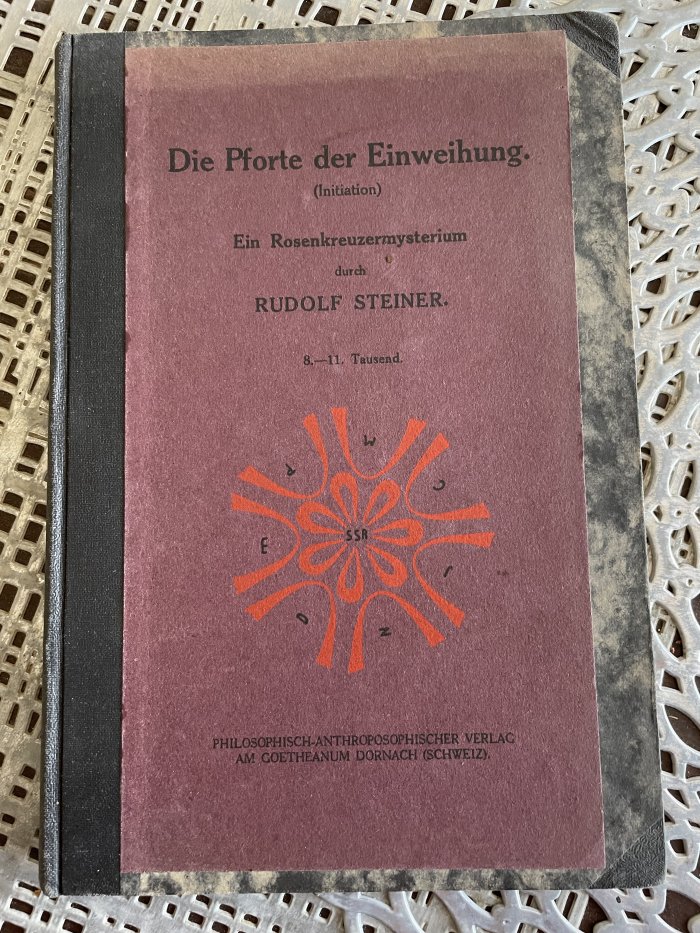 Die Pforte der Einweihung.
(Initiation)
Ein Rosenkreuzermysterium
durch
RUDOLF STEINER.
8.—11. Tausend.
M
R
C
SSR
E
J
O
N
PHILOSOPHISCH-ANTHROPOSOPHISCHER VERLAG
AM GOETHEANUM DORNACH (SCHWEIZ).